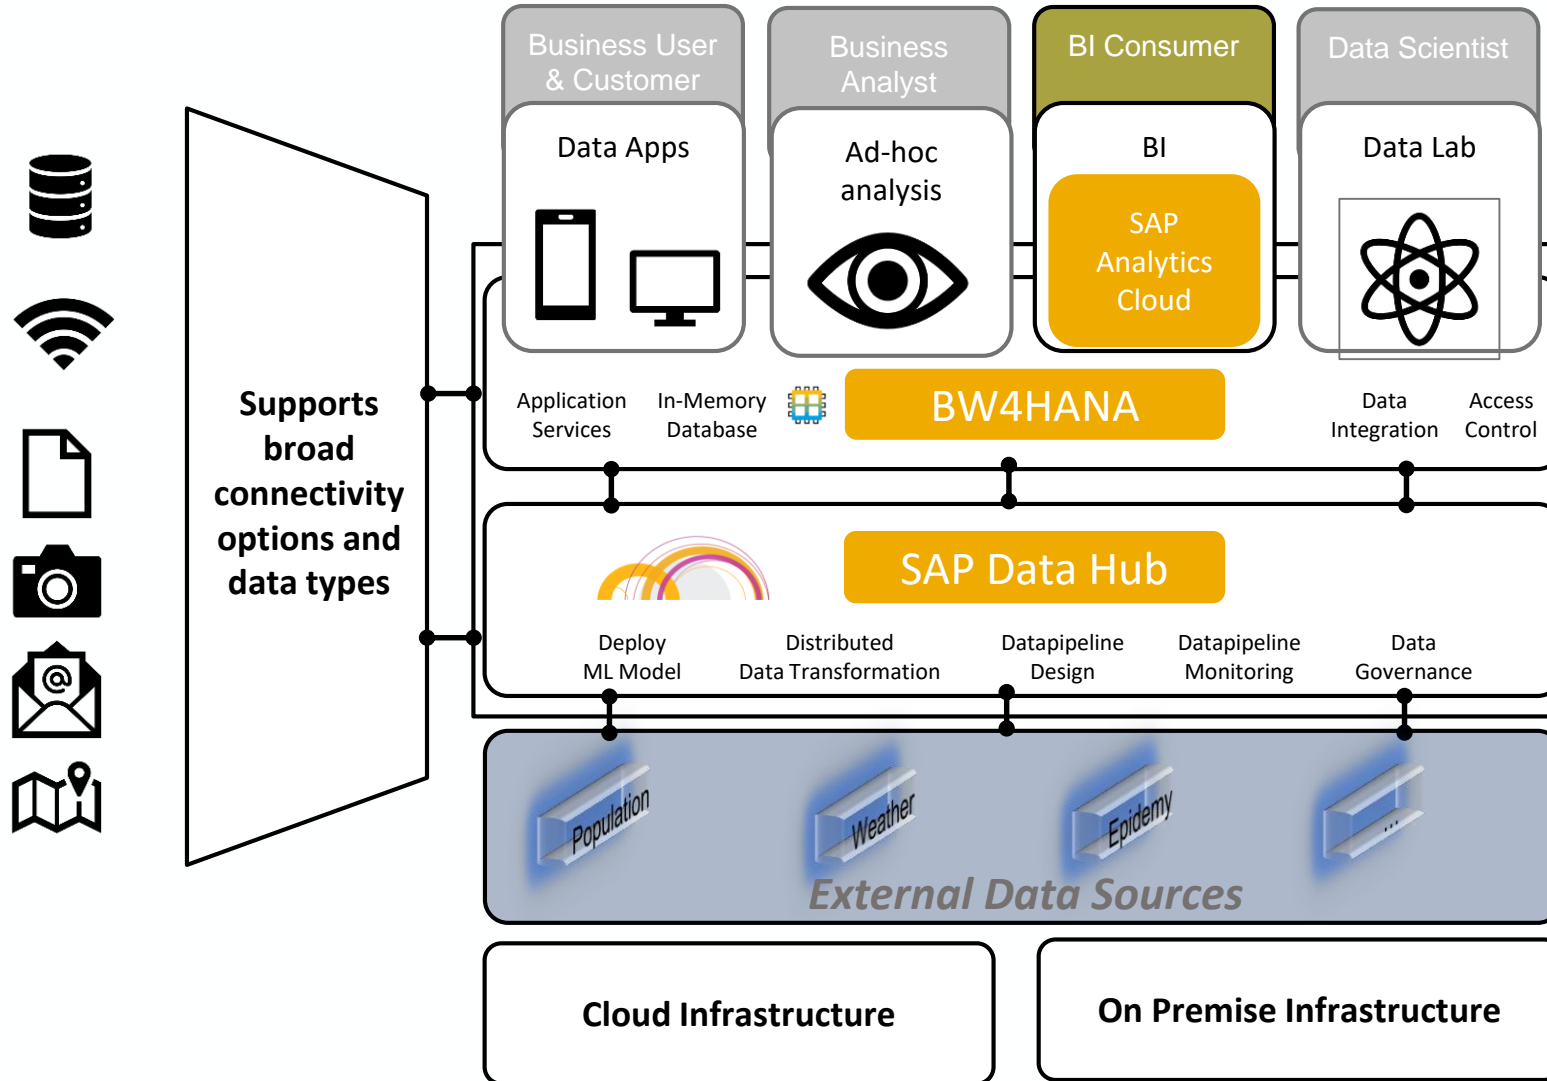 Business User
& Customer
Business
Analyst
BI Consumer
Data Scientist
Data Apps
Ad-hoc
analysis
BI
SAP
Analytics
Cloud
Data Lab
Supports
broad
connectivity
options and
data types
Application
Services
In-Memory
Database
BW4HANA
Data
Integration
Access
Control
SAP Data Hub
Deploy
ML Model
Distributed
Data Transformation
Datapipeline
Design
Datapipeline
Monitoring
Data
Governance
@
Population
Weather
Epidemy
...
External Data Sources
Cloud Infrastructure
On Premise Infrastructure